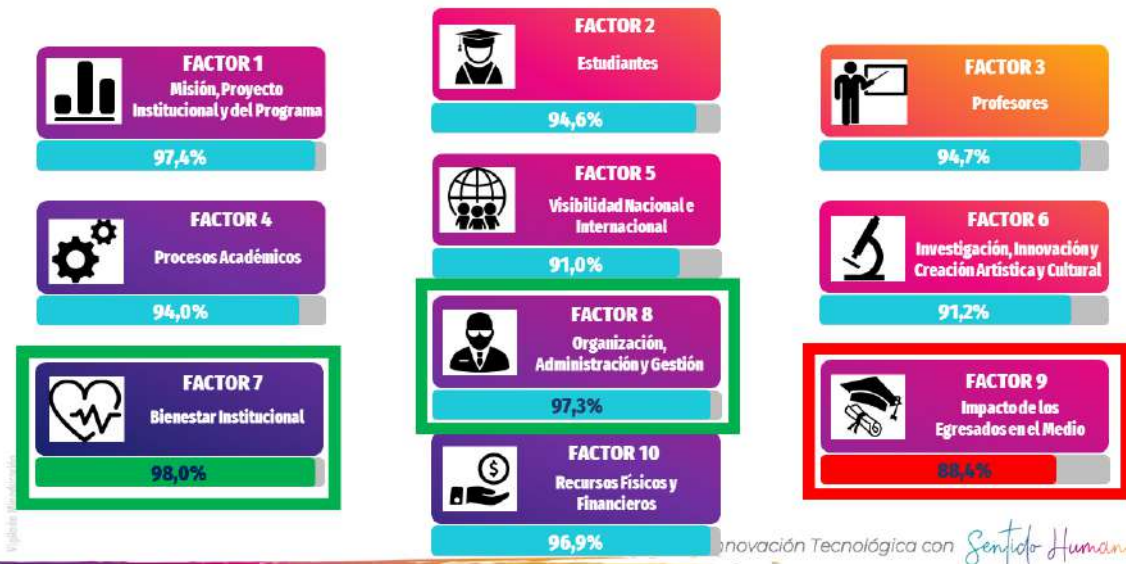 FACTOR 1
Misión, Proyecto
Institucional y del Programa
97,4%
FACTOR 2
Estudiantes
94,6%
FACTOR 3
Profesores
94,7%
FACTOR 4
Procesos Académicos
94,0%
FACTOR 5
Visibilidad Nacional e
Internacional
91,0%
FACTOR 6
Investigación, Innovación y
Creación Artística y Cultural
91,2%
FACTOR 7
Bienestar Institucional
98,0%
FACTOR 8
Organización,
Administración y Gestión
97,3%
FACTOR 9
Impacto de los
Egresados en el Medio
88,4%
FACTOR 10
Recursos Físicos y
Financieros
96,9%
nnovación Tecnológica con Sentido Human